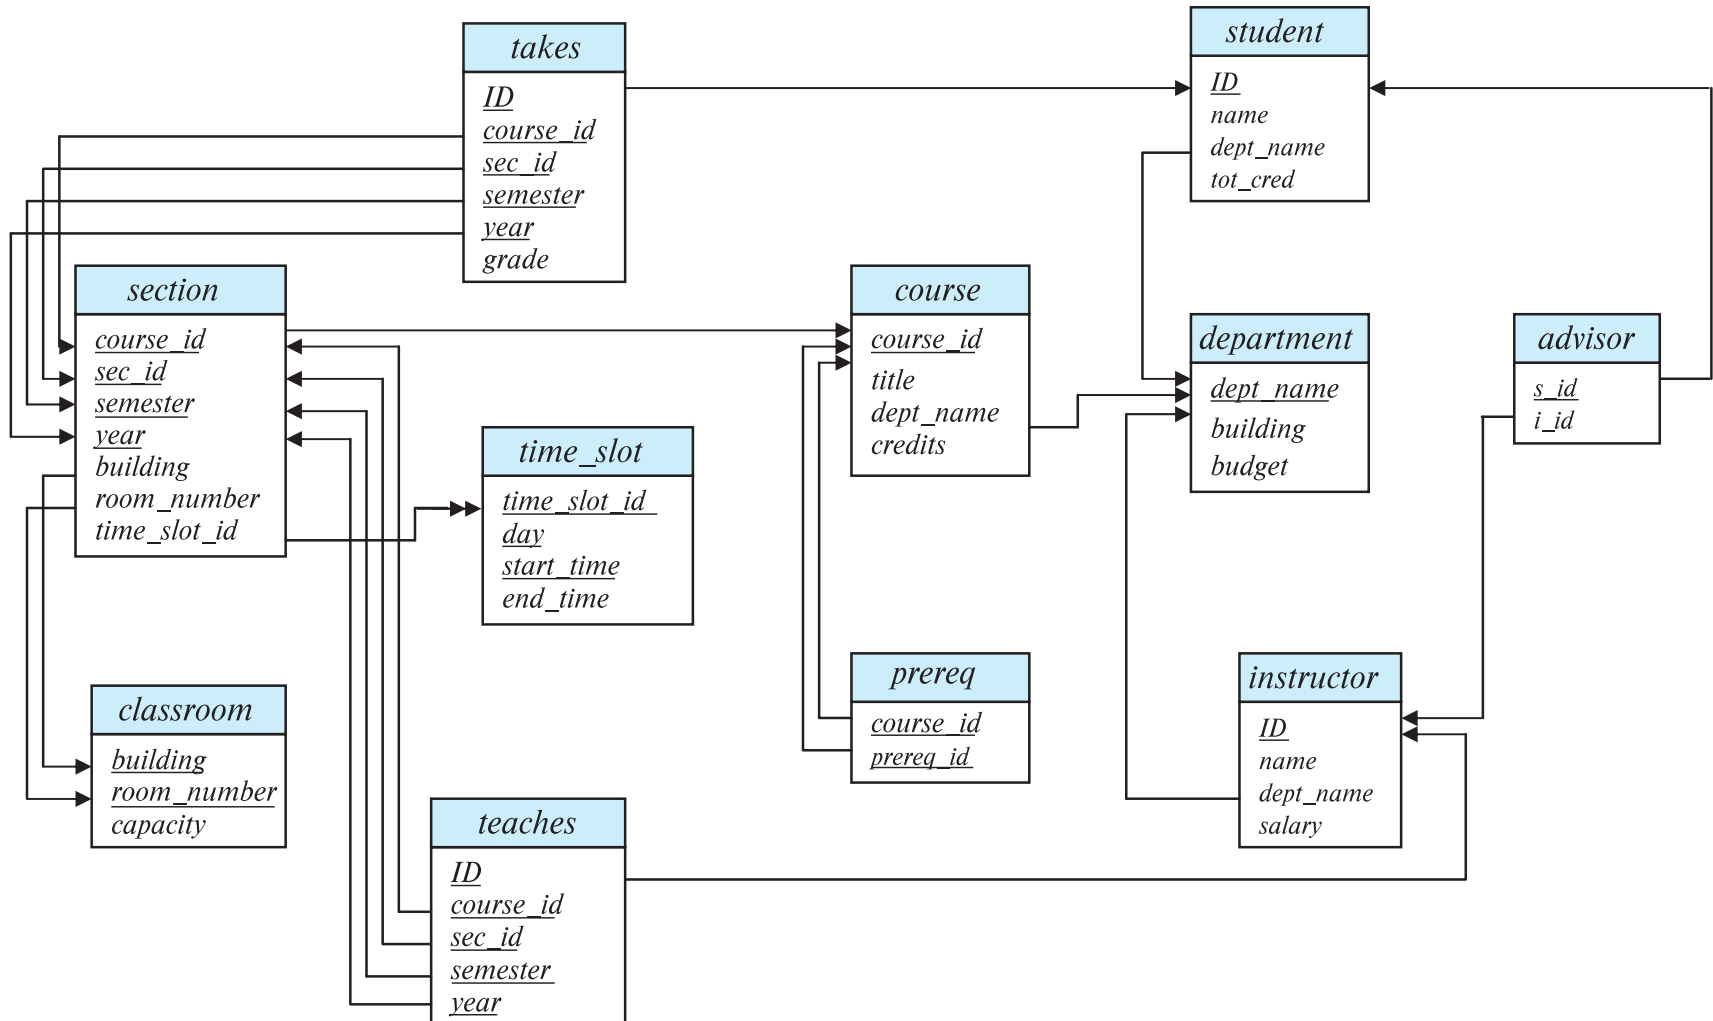 takes
ID
course_id
sec_id
semester
year
grade
student
ID
name
dept_name
tot_cred
section
course_id
sec_id
semester
year
building
room_number
time_slot_id
time_slot
time_slot_id
day
start_time
end_time
course
course_id
title
dept_name
credits
department
dept_name
building
budget
advisor
s_id
i_id
classroom
building
room_number
capacity
prereq
course_id
prereq_id
instructor
ID
name
dept_name
salary
teaches
ID
course_id
sec_id
semester
year